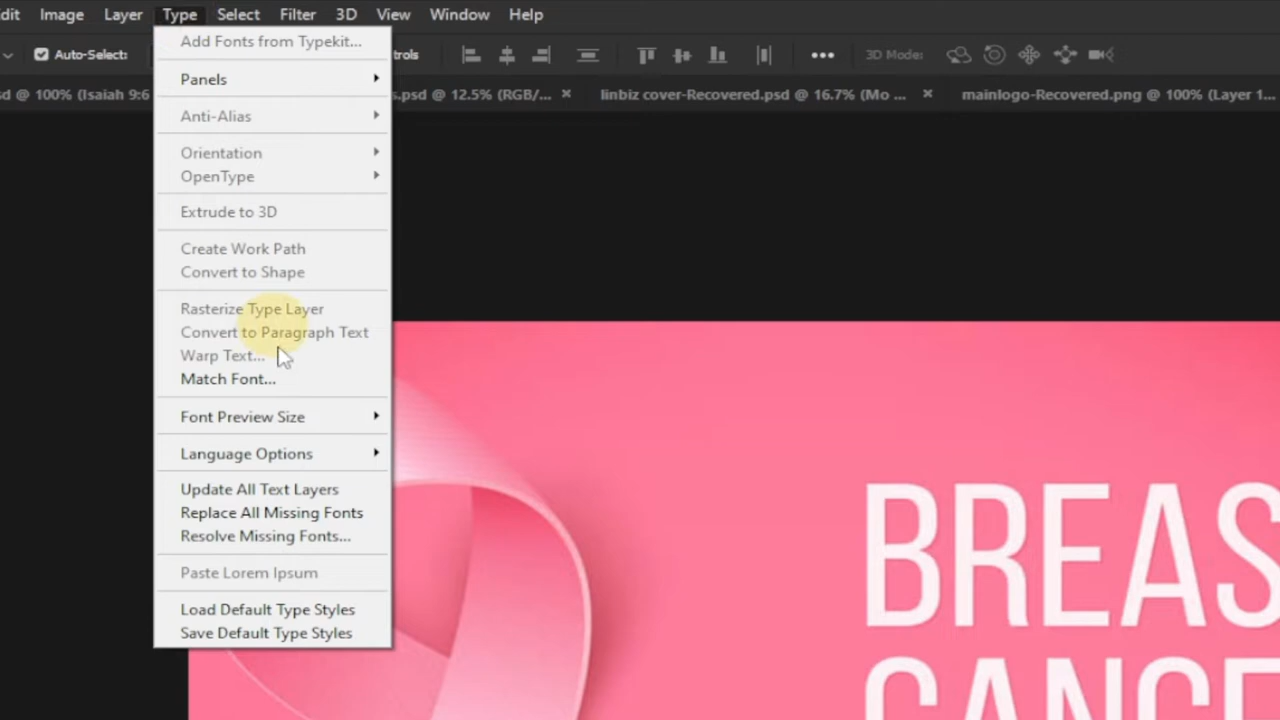 dit Image Layer Type Select Filter 3D View Window Help
Auto-Select: trols ••• 3D Mode:
sd @ 100% (Isaiah 9:6 s.psd @ 12.5% (RGB/... × linbiz cover-Recovered.psd @ 16.7% (Mo ... × mainlogo-Recovered.png @ 100% (Layer 1...
Add Fonts from Typekit...
Panels
Anti-Alias
Orientation
OpenType
Extrude to 3D
Create Work Path
Convert to Shape
Rasterize Type Layer
Convert to Paragraph Text
Warp Text...
Match Font...
Font Preview Size
Language Options
Update All Text Layers
Replace All Missing Fonts
Resolve Missing Fonts...
Paste Lorem Ipsum
Load Default Type Styles
Save Default Type Styles
BREAS
CANCE